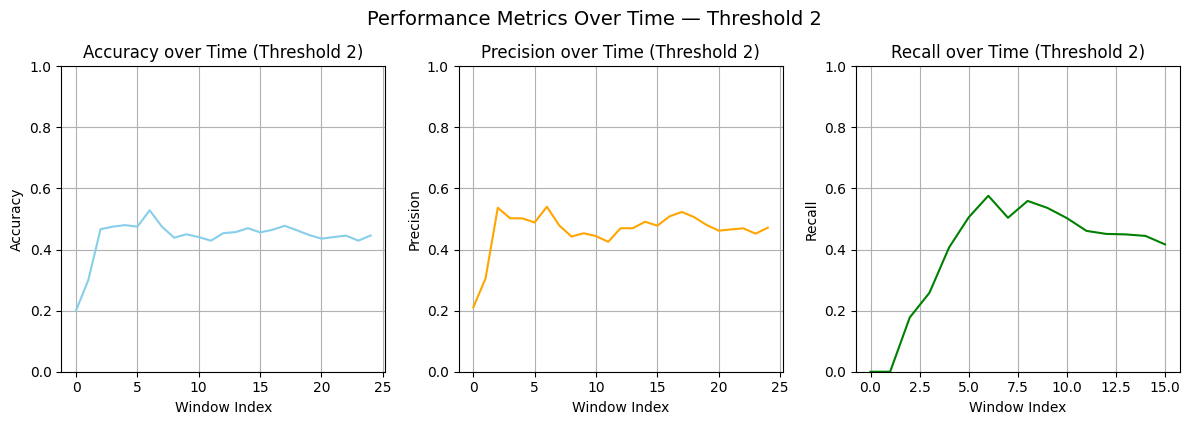 Performance Metrics Over Time — Threshold 2
Accuracy over Time (Threshold 2)
1.0
0.8
0.6
0.4
0.2
0.0
Accuracy
0 5 10 15 20 25
Window Index
Precision over Time (Threshold 2)
1.0
0.8
0.6
0.4
0.2
0.0
Precision
0 5 10 15 20 25
Window Index
Recall over Time (Threshold 2)
1.0
0.8
0.6
0.4
0.2
0.0
Recall
0.0 2.5 5.0 7.5 10.0 12.5 15.0
Window Index